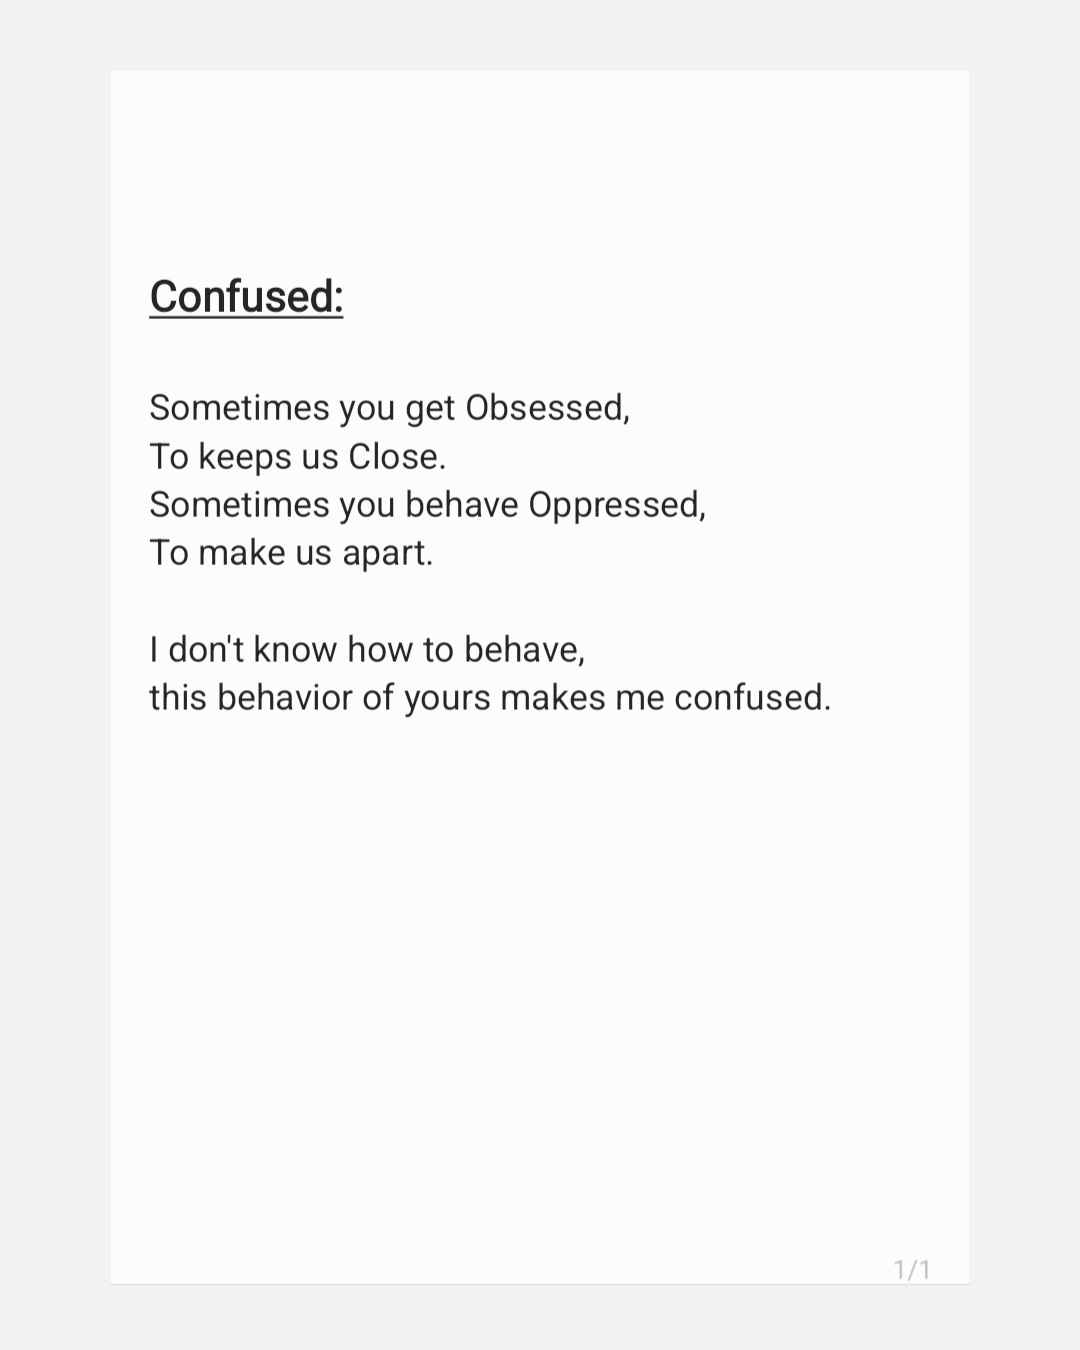 Confused:
Sometimes you get Obsessed,
To keeps us Close.
Sometimes you behave Oppressed,
To make us apart.
I don't know how to behave,
this behavior of yours makes me confused.
1/1